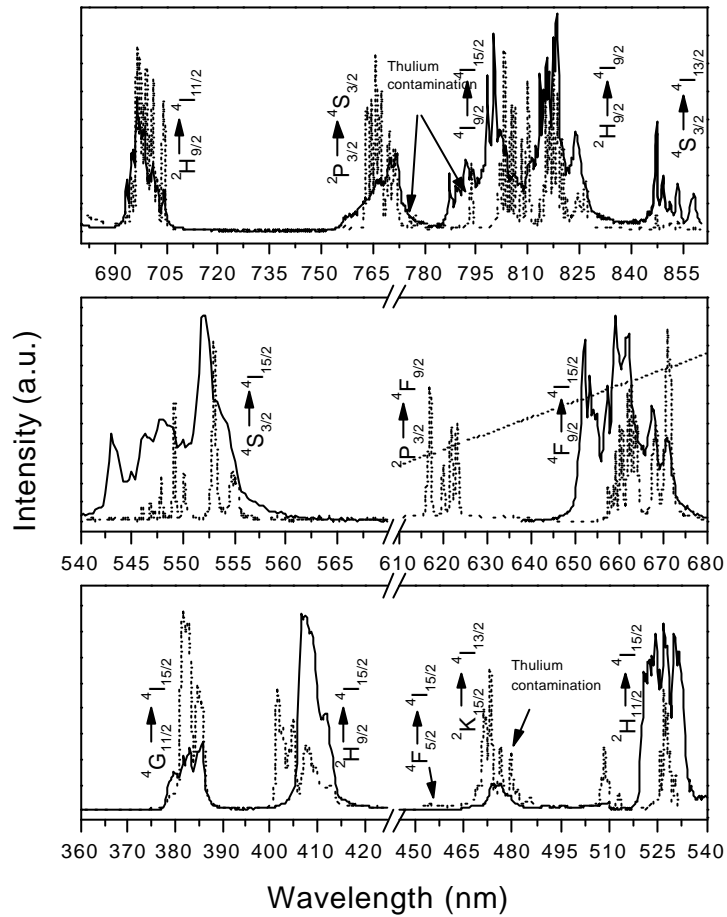 ²H₉/₂ → ⁴I₁₁/₂
²P₃/₂ → ⁴S₃/₂
Thulium
contamination
⁴I₉/₂ → ⁴I₁₅/₂
²H₉/₂ → ⁴I₉/₂
⁴S₃/₂ → ⁴I₁₃/₂
690 705 720 735 750 765 780 795 810 825 840 855
⁴S₃/₂ → ⁴I₁₅/₂
²P₃/₂ → ⁴F₉/₂
⁴F₉/₂ → ⁴I₁₅/₂
540 545 550 555 560 565 610 620 630 640 650 660 670 680
Intensity (a.u.)
⁴G₁₁/₂ → ⁴I₁₅/₂
²H₉/₂ → ⁴I₁₅/₂
⁴F₅/₂ → ⁴I₁₅/₂
²K₁₅/₂ → ⁴I₁₃/₂
Thulium
contamination
²H₁₁/₂ → ⁴I₁₅/₂
360 370 380 390 400 410 420 450 465 480 495 510 525 540
Wavelength (nm)